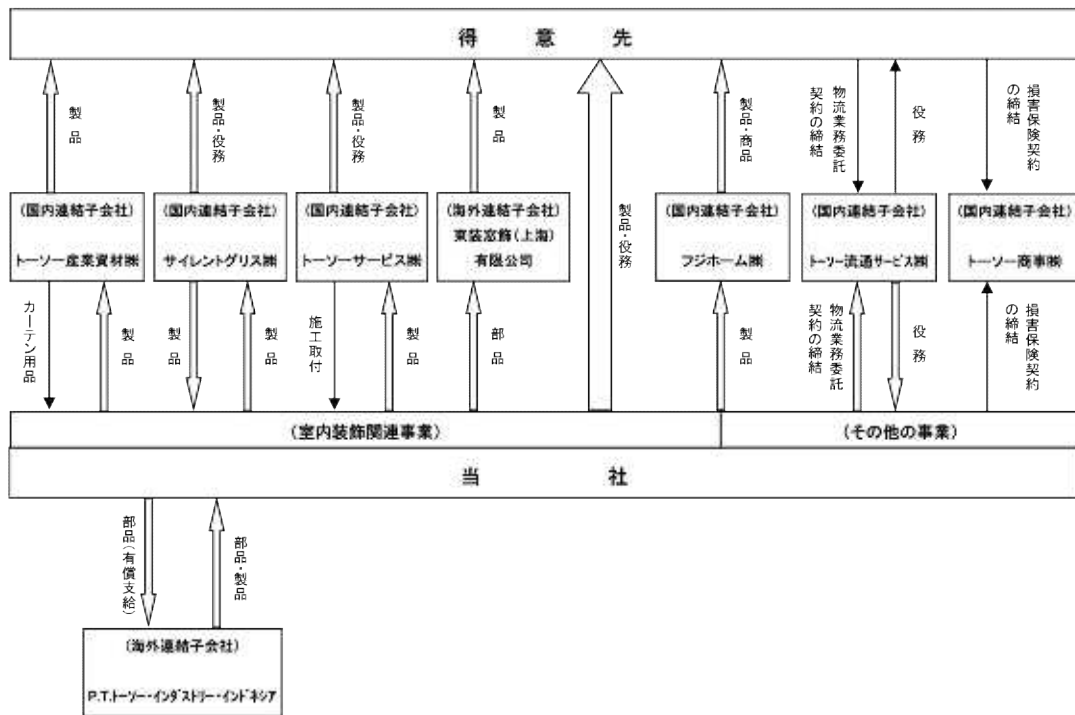 得意先
製品
製品・役務
製品・役務
製品
製品・役務
製品・商品
物流業務委託
契約の締結
役務
損害保険契約
の締結
(国内連結子会社)
トーソー産業資材㈱
(国内連結子会社)
サイレントグリス㈱
(国内連結子会社)
トーソーサービス㈱
(海外連結子会社)
東装窓飾(上海)
有限公司
(国内連結子会社)
フジホーム㈱
(国内連結子会社)
トーソー流通サービス㈱
(国内連結子会社)
トーソー商事㈱
カーテン用品
製品
製品
製品
施工取付
製品
部品
製品
物流業務委託
契約の締結
役務
損害保険契約
の締結
(室内装飾関連事業)
(その他の事業)
当社
部品(有償支給)
部品・製品
(海外連結子会社)
P.T.トーソー・インダストリー・インドネシア